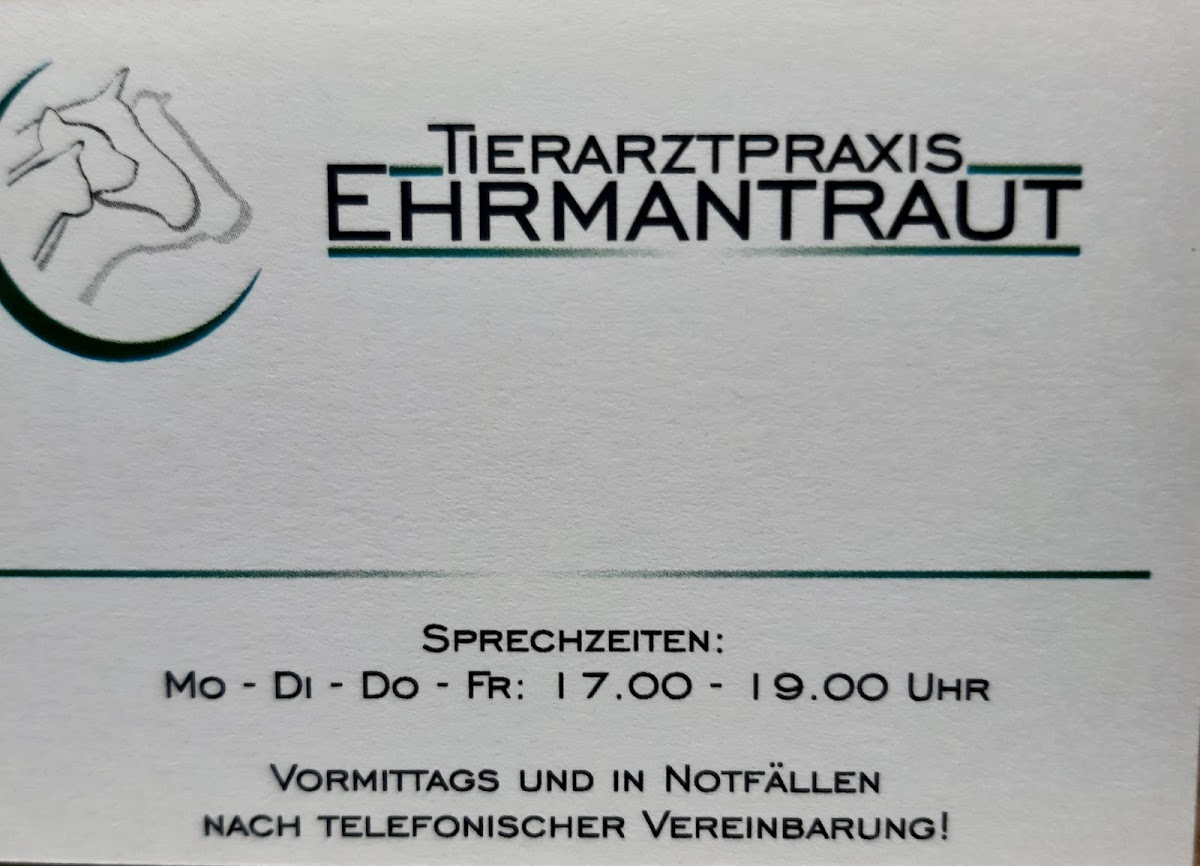 TIERARZTPRAXIS
EHRMANTRAUT
SPRECHZEITEN:
MO - DI - DO - FR: 17.00 - 19.00 UHR
VORMITTAGS UND IN NOTFÄLLEN
NACH TELEFONISCHER VEREINBARUNG!